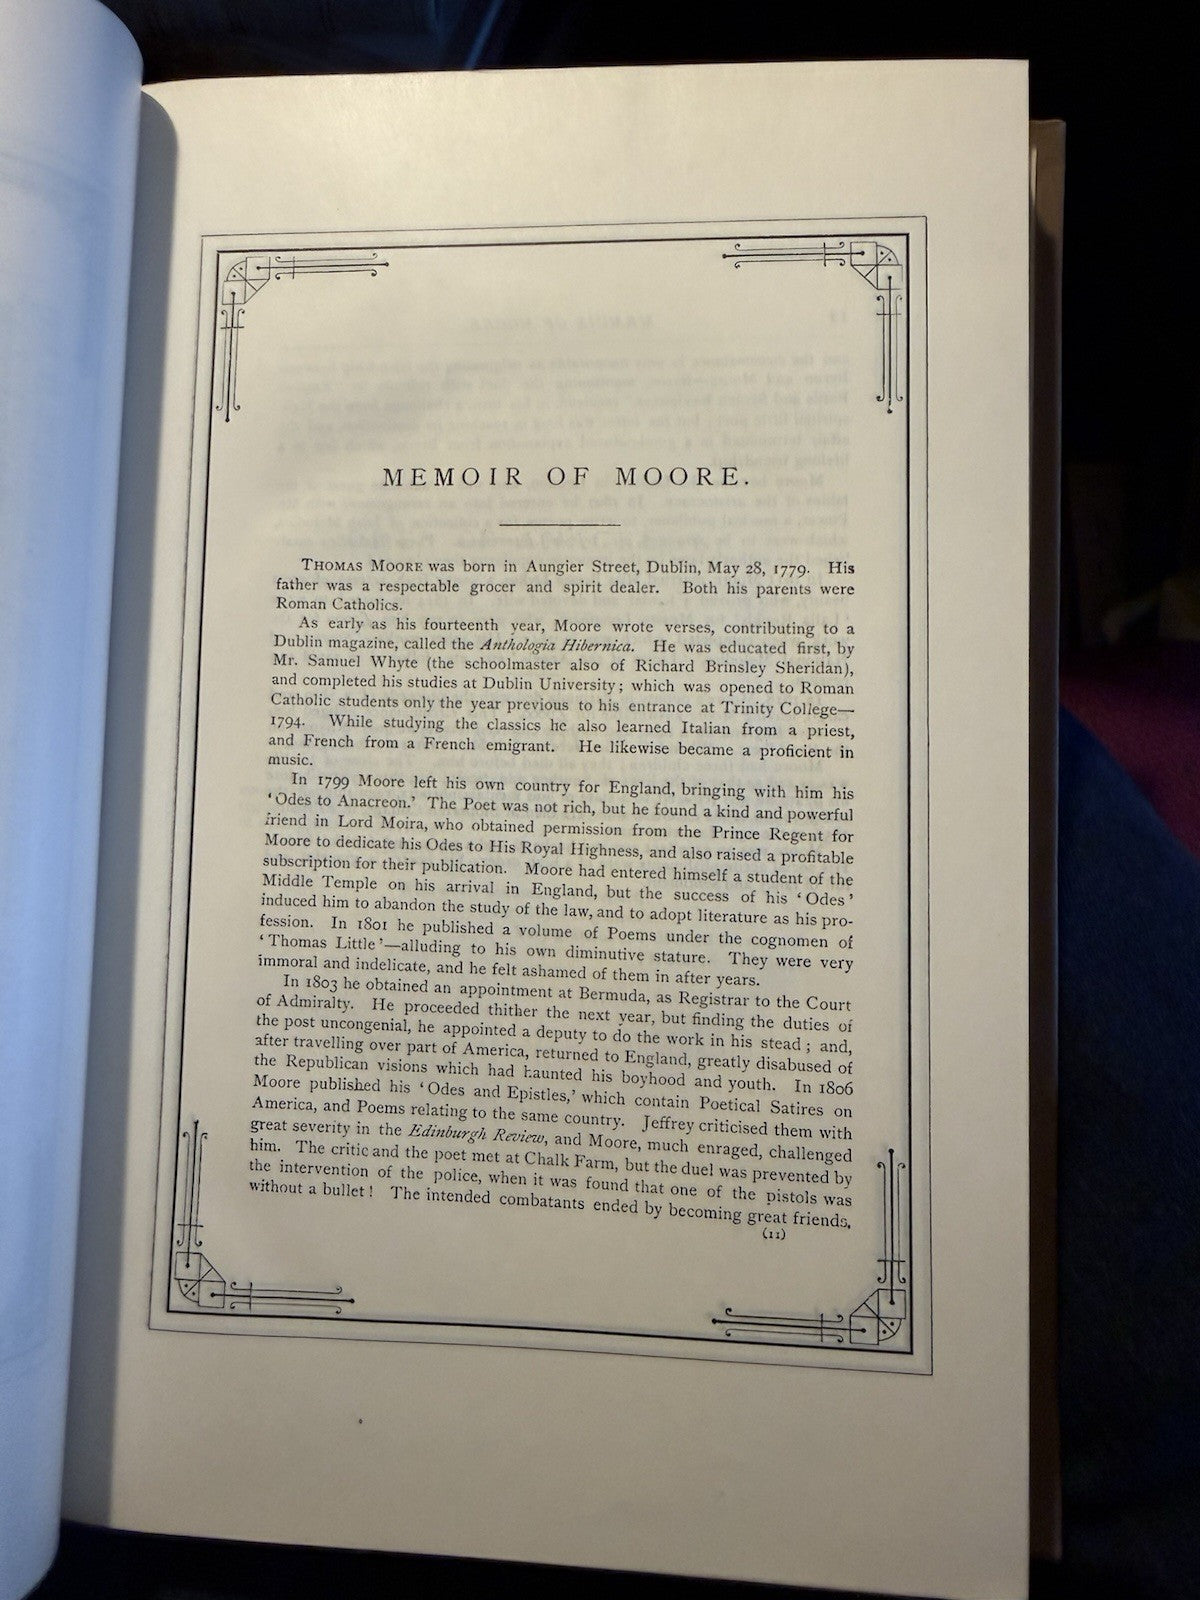 MEMOIR OF MOORE.
THOMAS MOORE was born in Aungier Street, Dublin, May 28, 1779. His
father was a respectable grocer and spirit dealer. Both his parents were
Roman Catholics.
As early as his fourteenth year, Moore wrote verses, contributing to a
Dublin magazine, called the Anthologia Hibernica. He was educated first, by
Mr. Samuel Whyte (the schoolmaster also of Richard Brinsley Sheridan),
and completed his studies at Dublin University; which was opened to Roman
Catholic students only the year previous to his entrance at Trinity College—
1794. While studying the classics he also learned Italian from a priest,
and French from a French emigrant. He likewise became a proficient in
music.
In 1799 Moore left his own country for England, bringing with him his
'Odes to Anacreon.' The Poet was not rich, but he found a kind and powerful
friend in Lord Moira, who obtained permission from the Prince Regent for
Moore to dedicate his Odes to His Royal Highness, and also raised a profitable
subscription for their publication. Moore had entered himself a student of the
Middle Temple on his arrival in England, but the success of his 'Odes'
induced him to abandon the study of the law, and to adopt literature as his pro-
fession. In 1801 he published a volume of Poems under the cognomen of
'Thomas Little'—alluding to his own diminutive stature. They were very
immoral and indelicate, and he felt ashamed of them in after years.
In 1803 he obtained an appointment at Bermuda, as Registrar to the Court
of Admiralty. He proceeded thither the next year, but finding the duties of
the post uncongenial, he appointed a deputy to do the work in his stead; and,
after travelling over part of America, returned to England, greatly disabused of
the Republican visions which had haunted his boyhood and youth. In 1806
Moore published his 'Odes and Epistles,' which contain Poetical Satires on
America, and Poems relating to the same country. Jeffrey criticised them with
great severity in the Edinburgh Review, and Moore, much enraged, challenged
him. The critic and the poet met at Chalk Farm, but the duel was prevented by
the intervention of the police, when it was found that one of the pistols was
without a bullet! The intended combatants ended by becoming great friends,
(11)